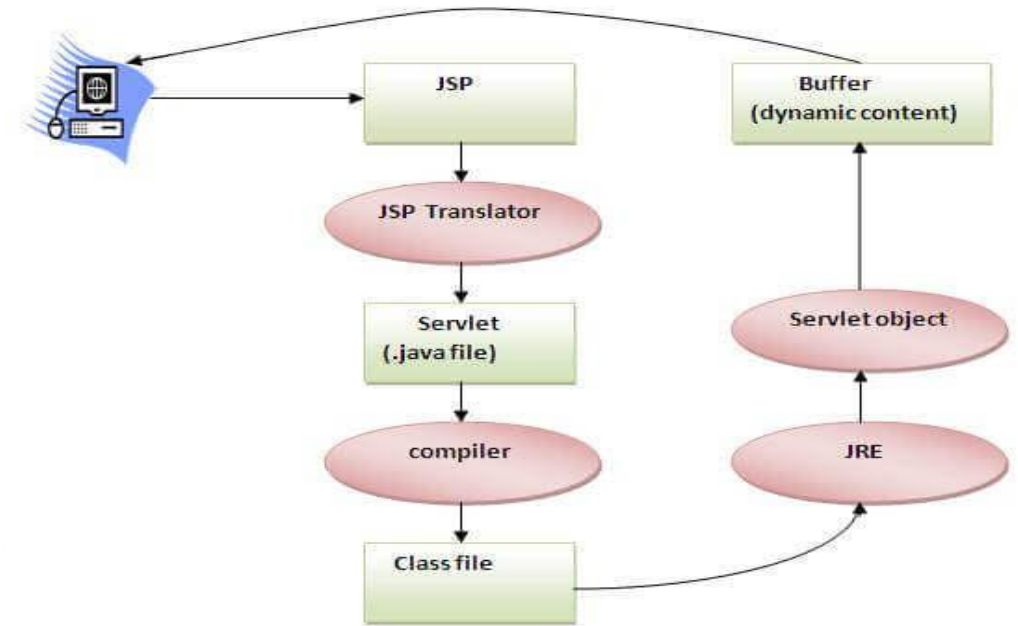 JSP
Buffer
(dynamic content)
JSP Translator
Servlet
(.java file)
Servlet object
compiler
JRE
Class file